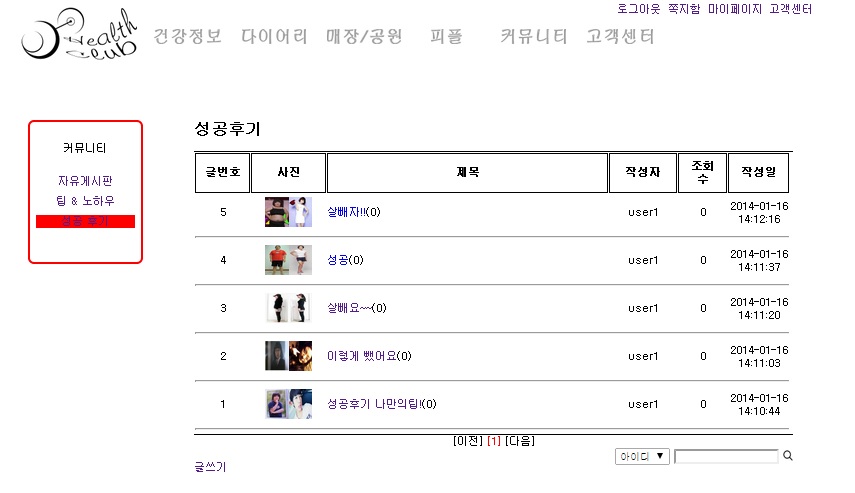 로그아웃 쪽지함 마이페이지 고객센터
Health
Club
건강정보 다이어리 매장/공원 피플 커뮤니티 고객센터
커뮤니티
자유게시판
팁 & 노하우
성공 후기
성공후기
글번호 사진 제목 작성자 조회수 작성일
5 살빼자!!(0) user1 0 2014-01-16 14:12:16
4 성공(0) user1 0 2014-01-16 14:11:37
3 살빼요~~(0) user1 0 2014-01-16 14:11:20
2 이렇게 뺐어요(0) user1 0 2014-01-16 14:11:03
1 성공후기 나만의팁!(0) user1 0 2014-01-16 14:10:44
[이전] [1] [다음]
아이디 ▼
글쓰기